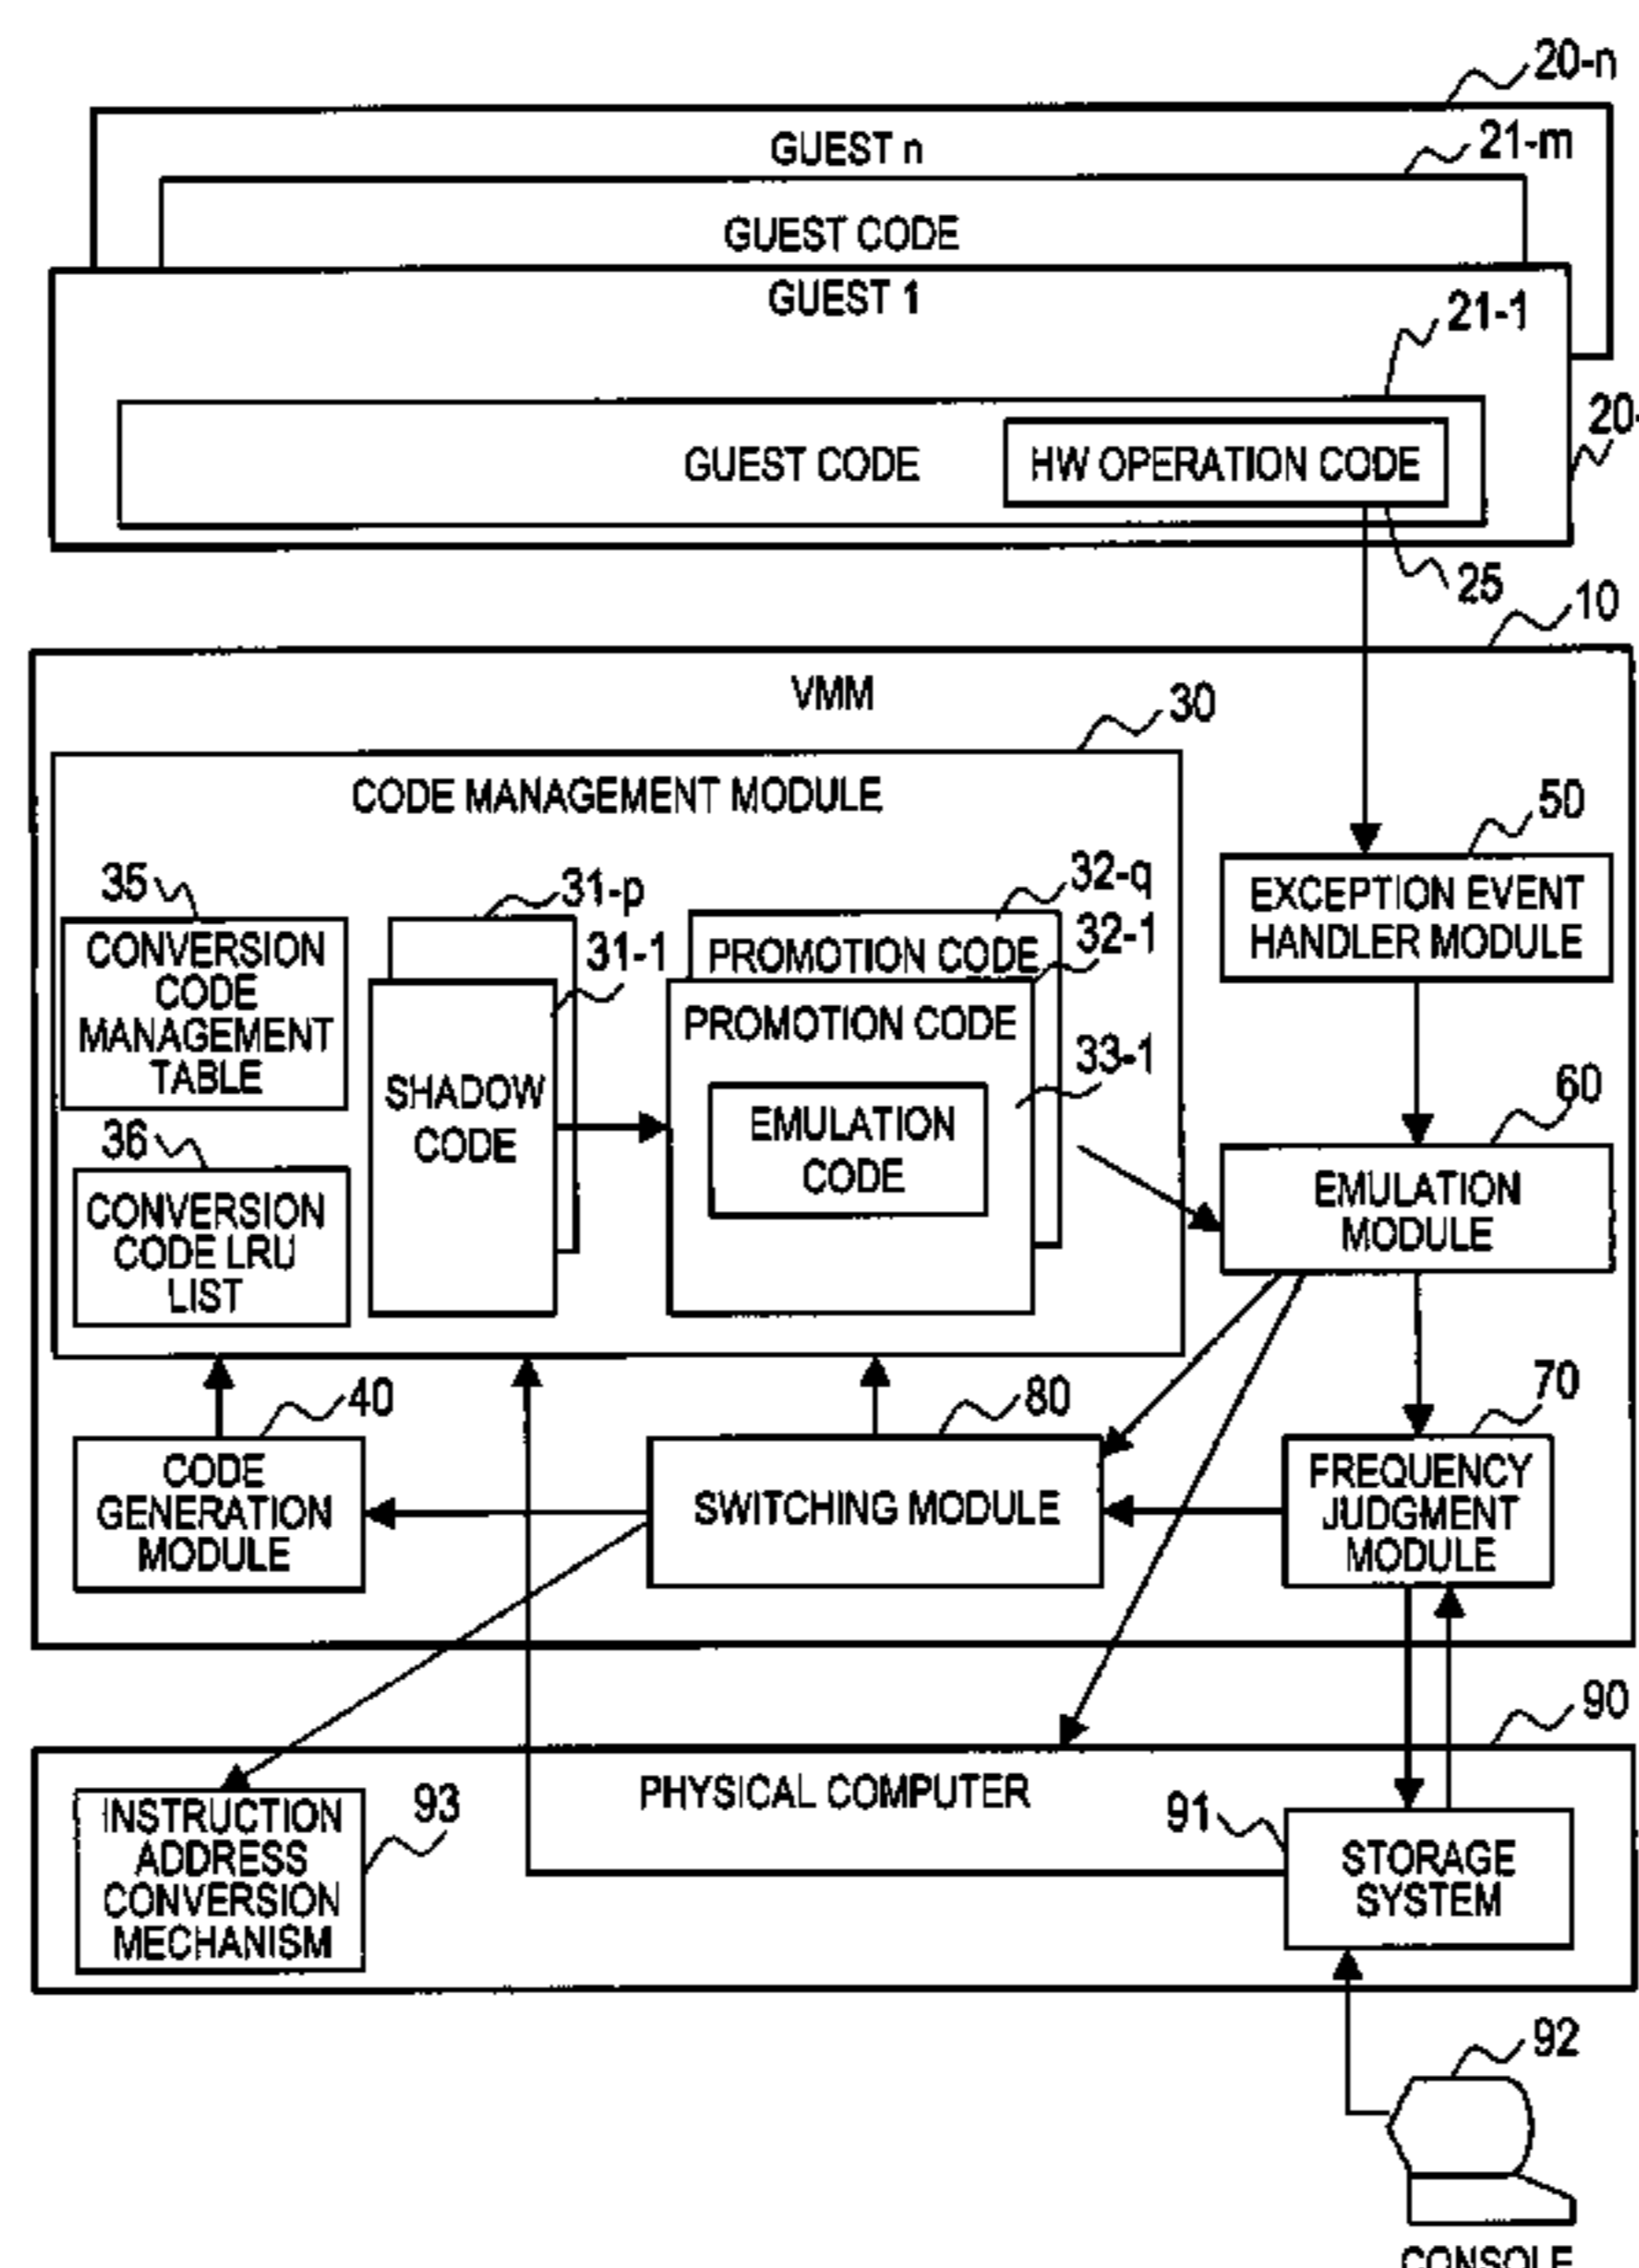 20-n
GUEST n
21-m
GUEST CODE
GUEST 1
21-1
20-
GUEST CODE
HW OPERATION CODE
25
10
VMM
30
CODE MANAGEMENT MODULE
50
EXCEPTION EVENT
HANDLER MODULE
35
CONVERSION
CODE
MANAGEMENT
TABLE
31-p
31-1
SHADOW
CODE
32-q
PROMOTION CODE
32-1
PROMOTION CODE
33-1
EMULATION
CODE
60
EMULATION
MODULE
36
CONVERSION
CODE LRU
LIST
40
CODE
GENERATION
MODULE
80
SWITCHING MODULE
70
FREQUENCY
JUDGMENT
MODULE
90
PHYSICAL COMPUTER
INSTRUCTION
ADDRESS
CONVERSION
MECHANISM
93
91
STORAGE
SYSTEM
92
CONSOLE